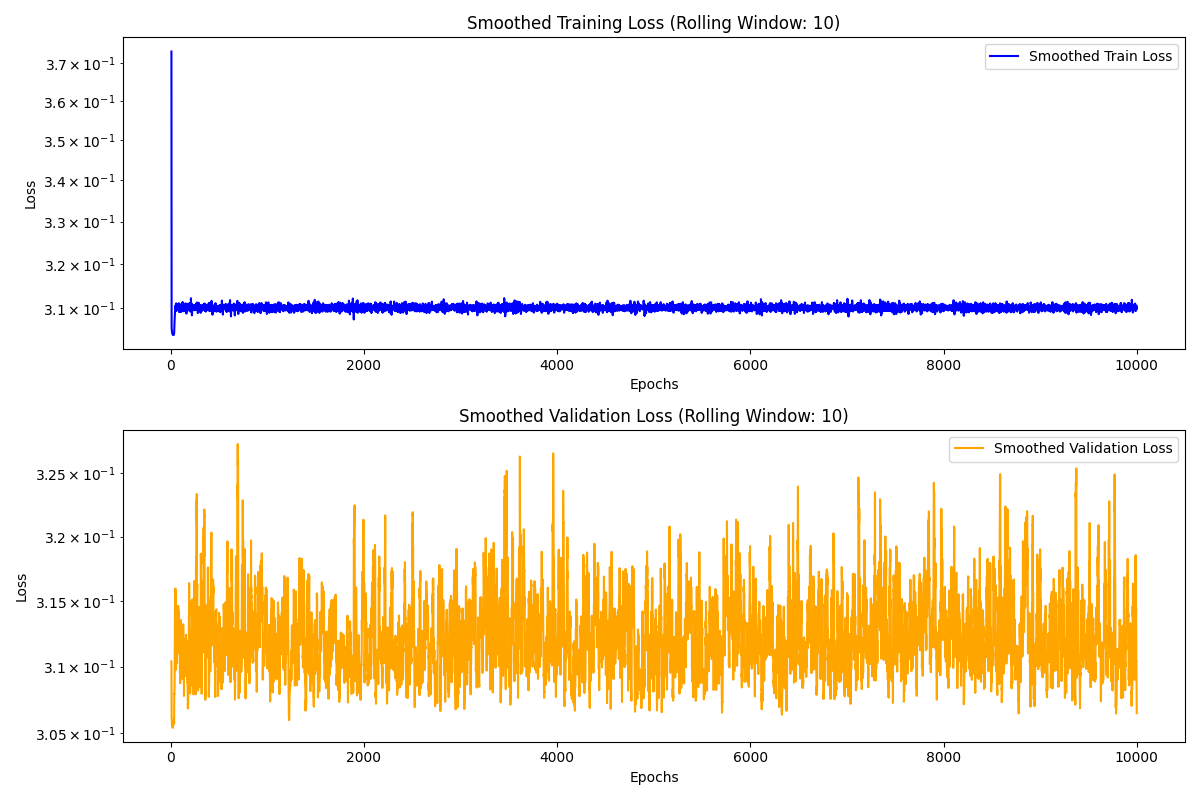 Smoothed Training Loss (Rolling Window: 10)
Smoothed Train Loss
3.7 × 10⁻¹
3.6 × 10⁻¹
3.5 × 10⁻¹
3.4 × 10⁻¹
3.3 × 10⁻¹
3.2 × 10⁻¹
3.1 × 10⁻¹
Loss
0 2000 4000 6000 8000 10000
Epochs
Smoothed Validation Loss (Rolling Window: 10)
Smoothed Validation Loss
3.25 × 10⁻¹
3.2 × 10⁻¹
3.15 × 10⁻¹
3.1 × 10⁻¹
3.05 × 10⁻¹
Loss
0 2000 4000 6000 8000 10000
Epochs